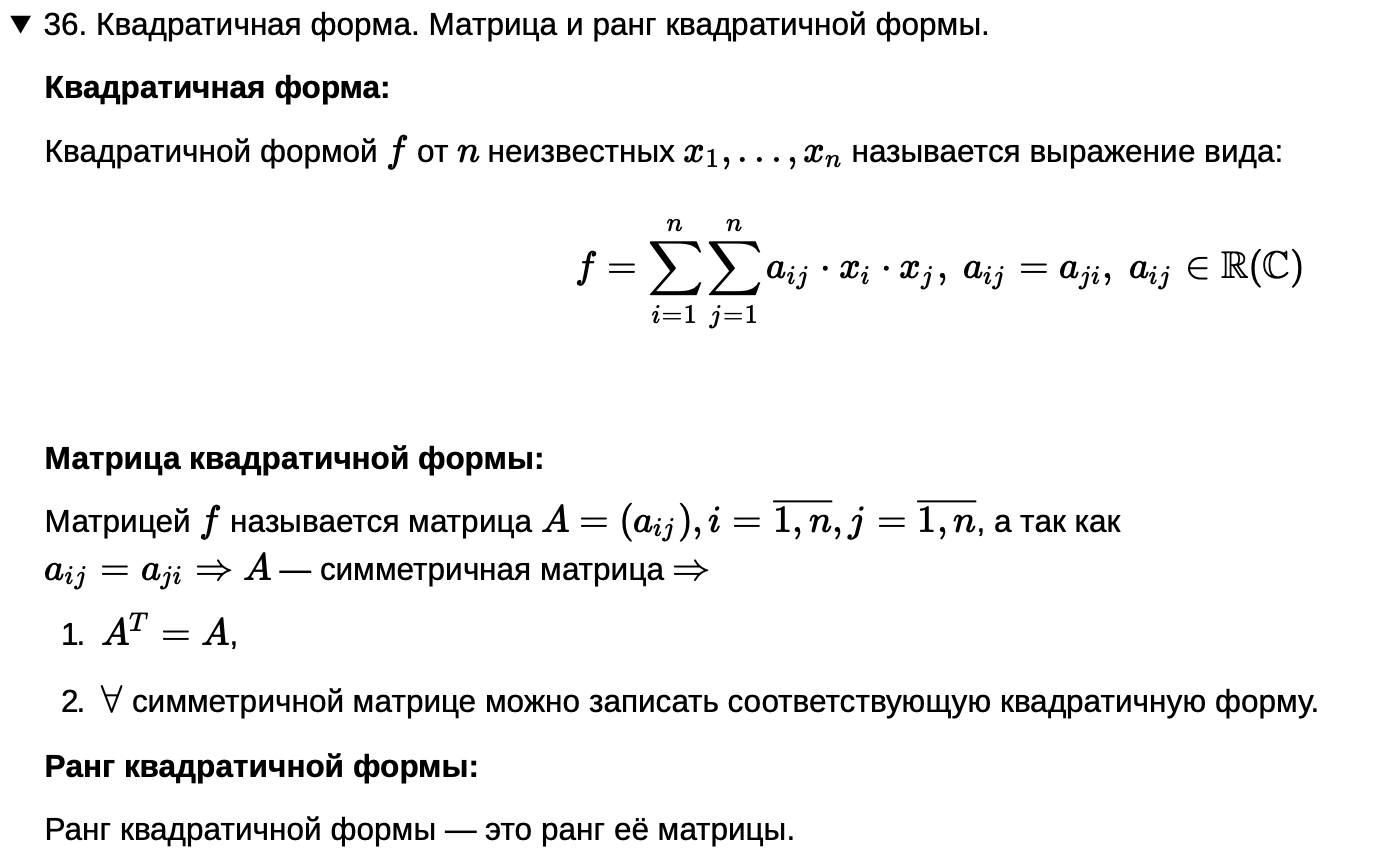 ▼ 36. Квадратичная форма. Матрица и ранг квадратичной формы.
Квадратичная форма:
Квадратичной формой f от n неизвестных x₁, . . . , xₙ называется выражение вида:
$f = \sum_{i=1}^{n} \sum_{j=1}^{n} a_{ij} \cdot x_i \cdot x_j, \ a_{ij} = a_{ji}, \ a_{ij} \in \mathbb{R}(\mathbb{C})$
Матрица квадратичной формы:
Матрицей $f$ называется матрица $A = (a_{ij}), i = \overline{1, n}, j = \overline{1, n}$, а так как
$a_{ij} = a_{ji} \Rightarrow A$ — симметричная матрица $\Rightarrow$
1. $A^T = A$,
2. ∀ симметричной матрице можно записать соответствующую квадратичную форму.
Ранг квадратичной формы:
Ранг квадратичной формы — это ранг её матрицы.